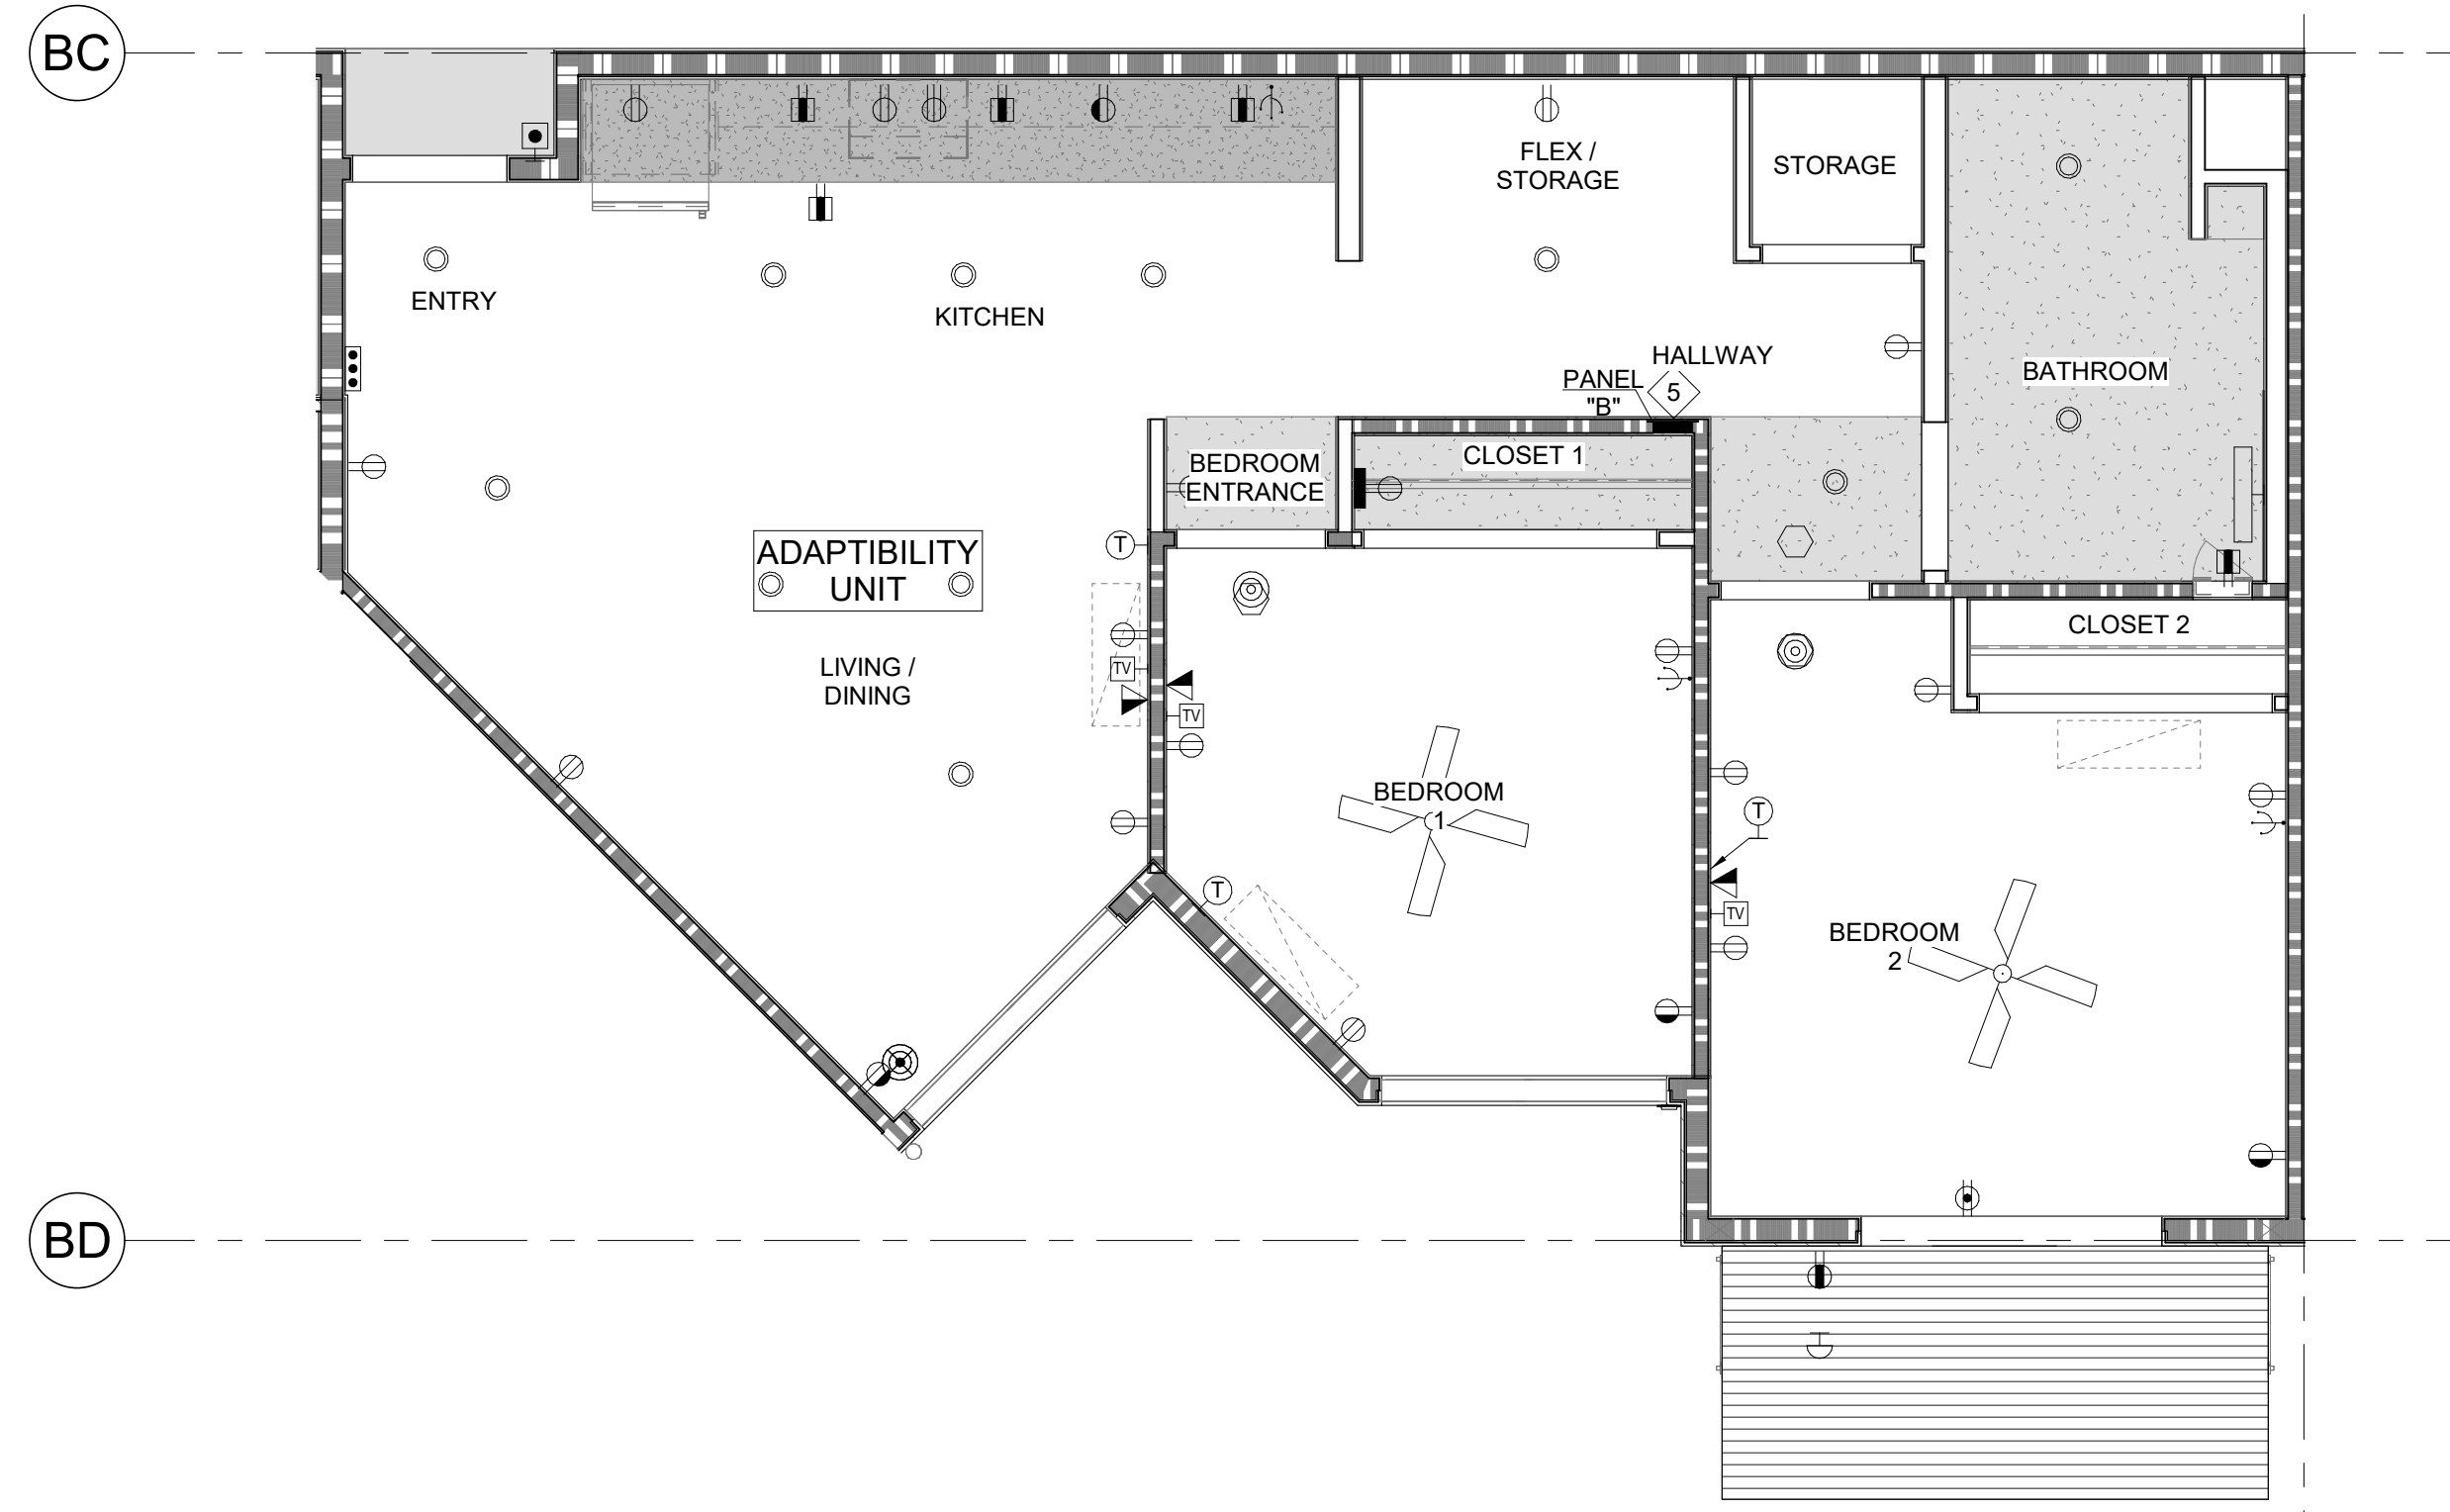 BC
FLEX /
STORAGE
STORAGE
ENTRY
KITCHEN
HALLWAY
PANEL
"B"
5
BATHROOM
BEDROOM
ENTRANCE
CLOSET 1
ADAPTIBILITY
UNIT
T
CLOSET 2
LIVING /
DINING
TV
TV
BEDROOM
1
T
T
TV
BEDROOM
2
BD